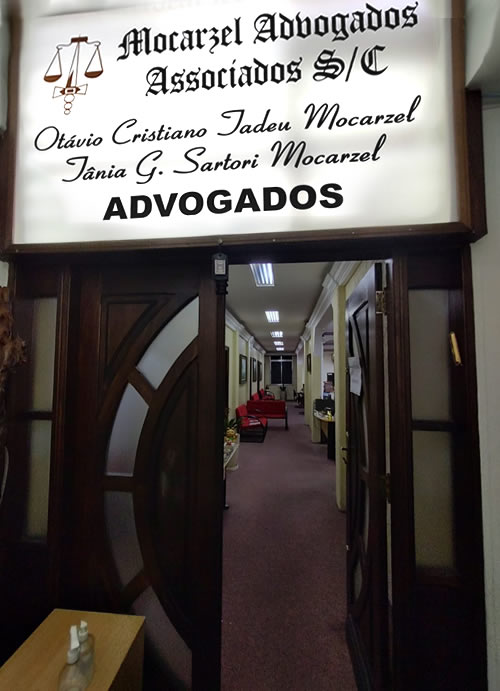 Mocarzel Advogados
Associados S/C
Otávio Cristiano Tadeu Mocarzel
Tânia G. Sartori Mocarzel
ADVOGADOS